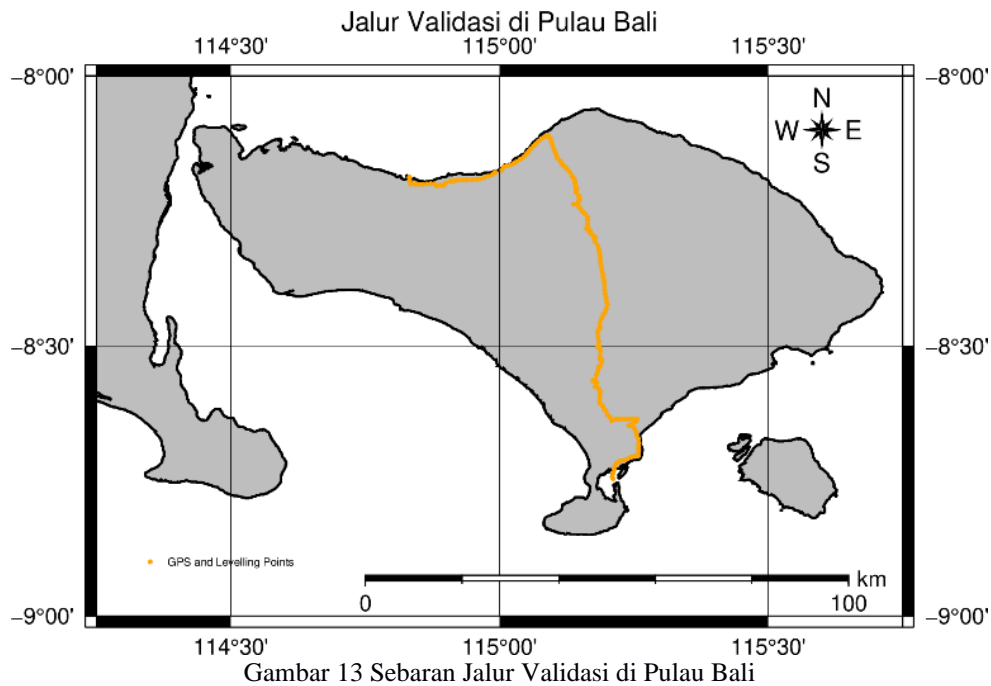 Jalur Validasi di Pulau Bali
114°30' 115°00' 115°30'
−8°00' −8°00'
N
W E
S
−8°30' −8°30'
GPS and Levelling Points
km
0 100
−9°00' −9°00'
114°30' 115°00' 115°30'
Gambar 13 Sebaran Jalur Validasi di Pulau Bali